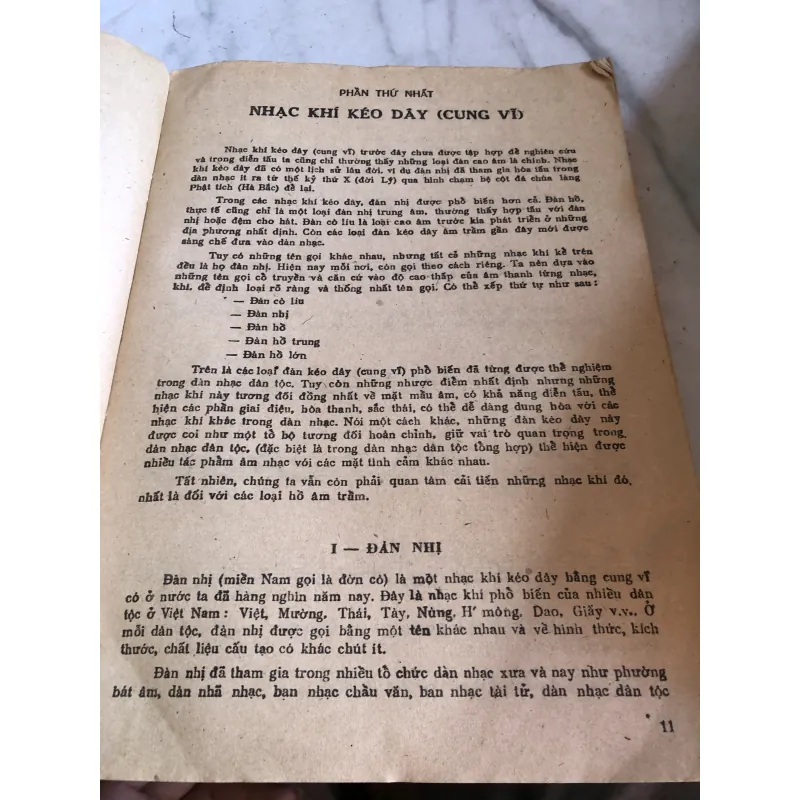 PHẦN THỨ NHẤT
NHẠC KHÍ KÉO DÂY (CUNG VĨ)
Nhạc khí kéo dây (cung vĩ) trước đây chưa được tập hợp để nghiên cứu
và trong diễn tấu ta cũng chỉ thường thấy những loại đàn cao âm là chính. Nhạc
khí kéo dây đã có một lịch sử lâu đời, ví dụ đàn nhị đã tham gia hòa tấu trong
dàn nhạc ít ra từ thế kỷ thứ X (đời Lý) qua hình chạm bệ cột đá chùa làng
Phật tích (Hà Bắc) để lại.
Trong các nhạc khí kéo dây, đàn nhị được phổ biến hơn cả. Đàn hồ,
thực tế cũng chỉ là một loại đàn nhị trung âm, thường thấy hợp tấu với đàn
nhị hoặc đệm cho hát. Đàn cò líu là loại cao âm trước kia phát triển ở những
địa phương nhất định. Còn các loại đàn kéo dây âm trầm gần đây mới được
sàng chế đưa vào dàn nhạc.
Tuy có những tên gọi khác nhau, nhưng tất cả những nhạc khí kể trên
đều là họ đàn nhị. Hiện nay mỗi nơi, còn gọi theo cách riêng. Ta nên dựa vào
những tên gọi cổ truyền và căn cứ vào độ cao thấp của âm thanh từng nhạc,
khí, để định loại rõ ràng và thống nhất tên gọi. Có thể xếp thứ tự như sau :
— Đàn cò líu
— Đàn nhị
— Đàn hồ
— Đàn hồ trung
— Đàn hồ lớn
Trên là các loại đàn kéo dây (cung vĩ) phổ biến đã từng được thể nghiệm
trong dàn nhạc dân tộc. Tuy còn những nhược điểm nhất định nhưng những
nhạc khí này tương đối đồng nhất về mặt mầu âm, có khả năng diễn tấu, thể
hiện các phần giai điệu, hòa thanh, sắc thái, có thể dễ dàng dung hòa với các
nhạc khí khác trong dàn nhạc. Nói một cách khác, những đàn kéo dây này
được coi như một tổ bộ tương đối hoàn chỉnh, giữ vai trò quan trọng trong
dàn nhạc dân tộc, (đặc biệt là trong dàn nhạc dân tộc tổng hợp) thể hiện được
nhiều tác phẩm âm nhạc với các mặt tình cảm khác nhau.
Tất nhiên, chúng ta vẫn còn phải quan tâm cải tiến những nhạc khí đó,
nhất là đối với các loại hồ âm trầm.
I — ĐÀN NHỊ
Đàn nhị (miền Nam gọi là đờn cò) là một nhạc khí kéo dây bằng cung vĩ
có ở nước ta đã hàng nghìn năm nay. Đây là nhạc khí phổ biến của nhiều dân
tộc ở Việt Nam : Việt, Mường, Thái, Tày, Nùng, H' mông, Dao, Giấy v.v.. Ở
mỗi dân tộc, đàn nhị được gọi bằng một tên khác nhau và về hình thức, kích
thước, chất liệu cấu tạo có khác chút ít.
Đàn nhị đã tham gia trong nhiều tổ chức dàn nhạc xưa và nay như phường
bát âm, dàn nhã nhạc, bạn nhạc chầu văn, ban nhạc tài tử, dàn nhạc dân tộc
11